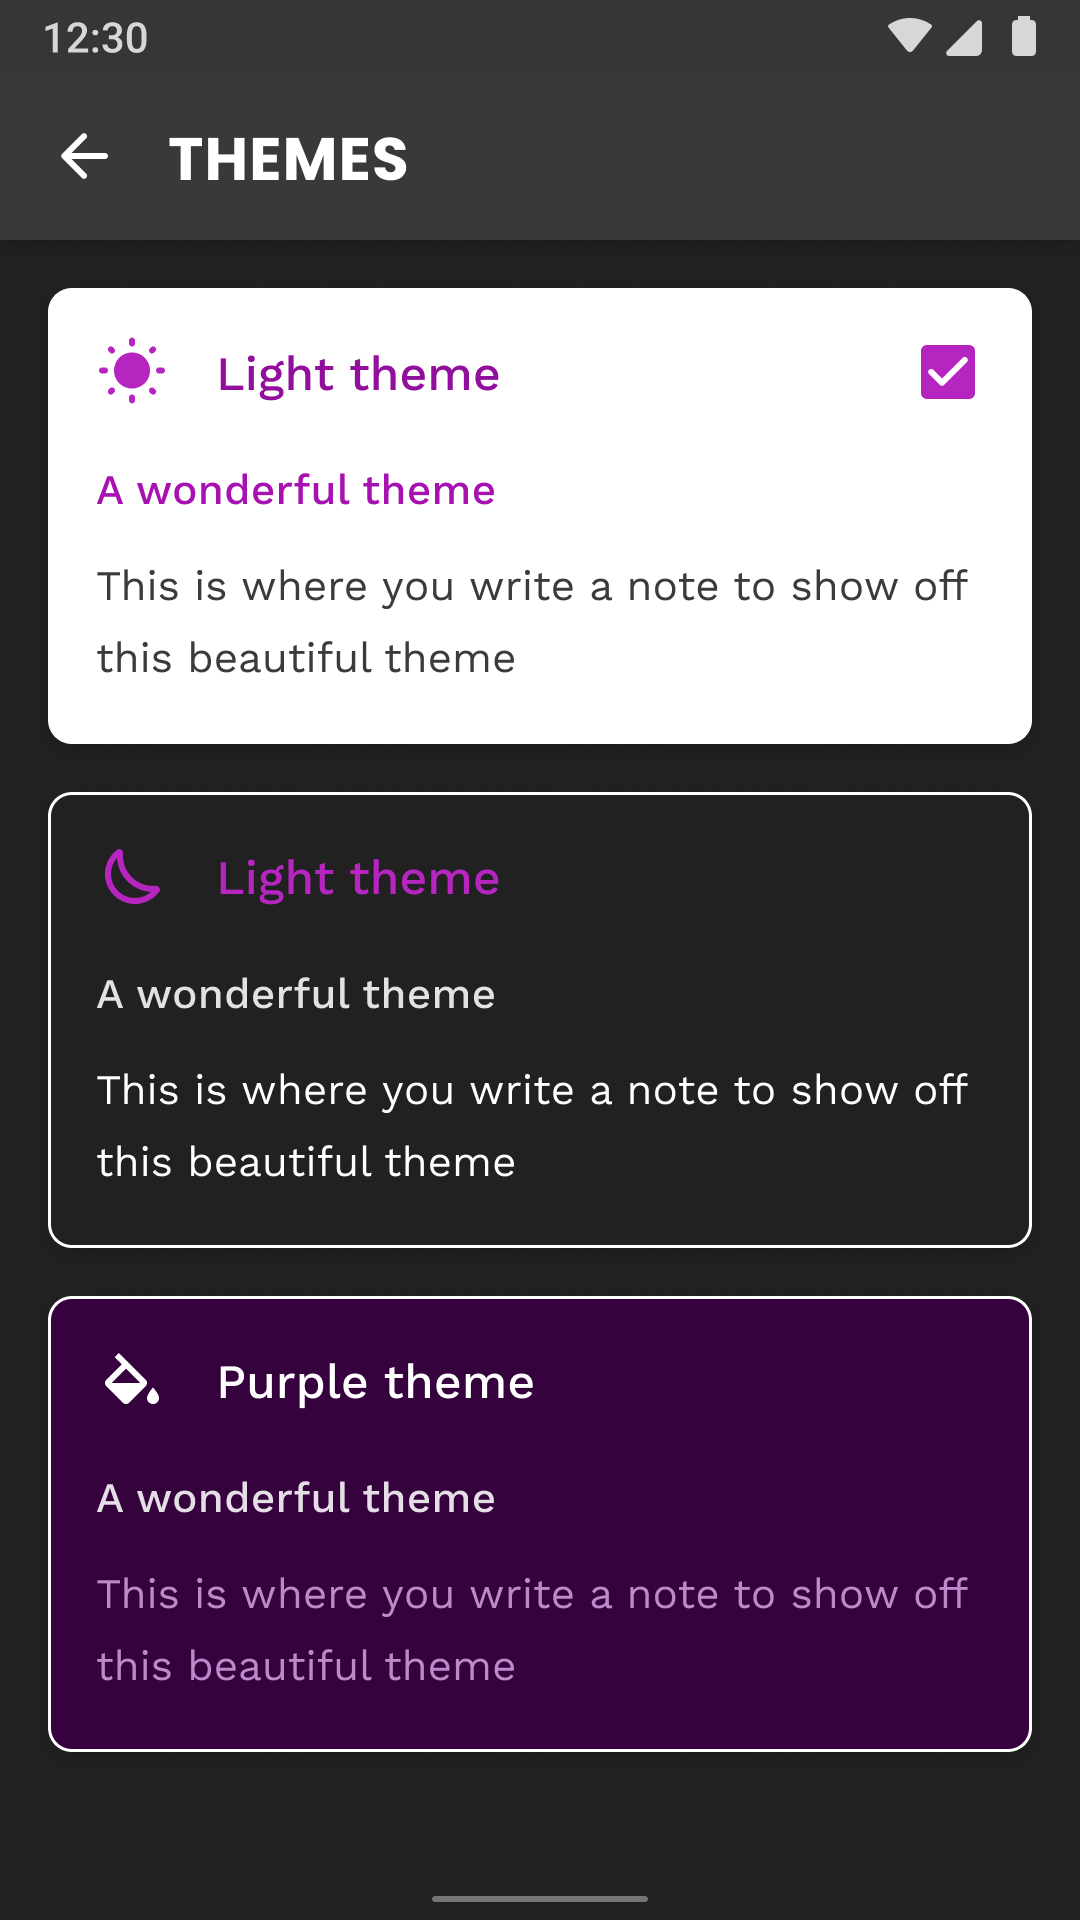 12:30
THEMES
Light theme
A wonderful theme
This is where you write a note to show off
this beautiful theme
Light theme
A wonderful theme
This is where you write a note to show off
this beautiful theme
Purple theme
A wonderful theme
This is where you write a note to show off
this beautiful theme